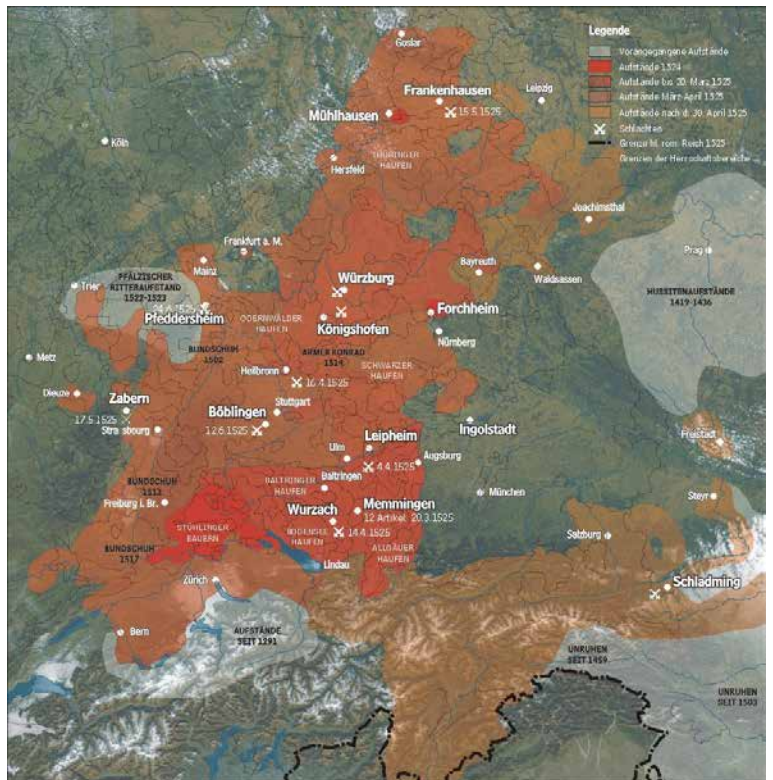 Legende
Vorangegangene Aufstände
Aufstände 1524
Aufstände bis 20. März 1525
Aufstände März-April 1525
Aufstände nach d. 30. April 1525
Schlachten
Grenze hl. rom. Reich 1525
Grenzen der Herrschaftsbereiche
Goslar
Frankenhausen
15.5.1525
Leipzig
Mühlhausen
Köln
THÜRINGER
HAUFEN
Hersfeld
Joachimsthal
Frankfurt a. M.
Mainz
Bayreuth
Waldsassen
Prag
PFÄLZISCHER
RITTERAUFSTAND
1522-1523
Trier
Würzburg
HUSSITENAUFSTÄNDE
1419-1436
Pfeddersheim
ODERNWÄLDER
HAUFEN
Königshofen
Forchheim
Nürnberg
BUNDSCHUH
1502
ARMER KONRAD
1514
Metz
SCHWARZER
HAUFEN
Heilbronn
16.4.1525
Dieuze
Zabern
17.5.1525
Strassbourg
Stuttgart
Böblingen
12.6.1525
Ingolstadt
Leipheim
4.4.1525
Ulm
Augsburg
Freistadt
Baltringen
BALTRINGER
HAUFEN
BUNDSCHUH
1513
Freiburg i. Br.
München
Steyr
Memmingen
12 Artikel, 20.3.1525
Wurzach
14.4.1525
STÜHLINGER
BAUERN
BODENSEE
HAUFEN
ALLGÄUER
HAUFEN
Salzburg
BUNDSCHUH
1517
Lindau
Zürich
Schladming
Bern
AUFSTÄNDE
SEIT 1291
UNRUHEN
SEIT 1459
UNRUHEN
SEIT 1503